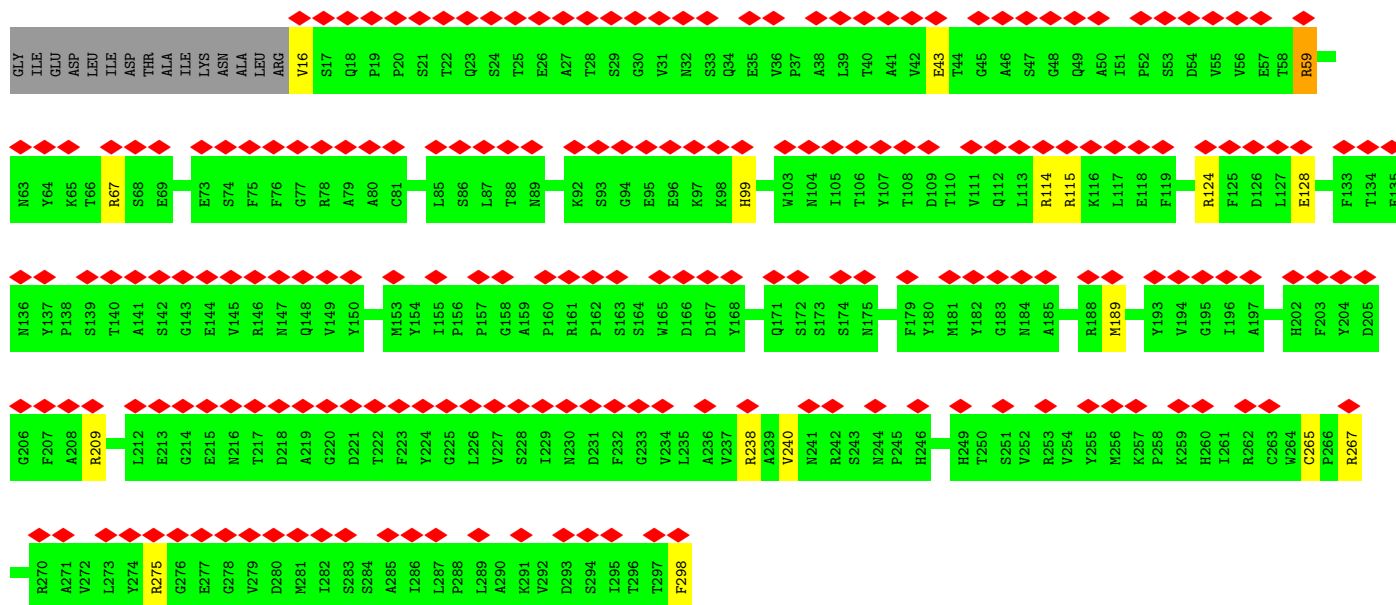 GLY ILE GLU ASP LEU ILE ASP THR ALA ILE LYS ASN ALA LEU ARG V16 S17 Q18 P19 P20 S21 T22 Q23 S24 T25 E26 A27 T28 S29 G30 V31 N32 S33 Q34 E35 V36 P37 A38 L39 T40 A41 V42 E43 T44 G45 A46 S47 G48 Q49 A50 I51 P52 S53 D54 V55 V56 E57 T58 R59
N63 Y64 K65 T66 R67 S68 E69 E73 S74 F75 F76 G77 R78 A79 A80 C81 L85 S86 L87 T88 N89 K92 S93 G94 E95 E96 K97 K98 H99 W103 N104 I105 T106 Y107 T108 D109 T110 V111 Q112 L113 R114 R115 K116 L117 E118 F119 R124 F125 D126 L127 E128 F133 T134 F135
N136 Y137 P138 S139 T140 A141 S142 G143 E144 V145 R146 N147 Q148 V149 Y150 M153 Y154 I155 P156 P157 G158 A159 P160 R161 P162 S163 S164 W165 D166 D167 Y168 Q171 S172 S173 S174 N175 F179 Y180 M181 Y182 G183 N184 A185 R188 M189 Y193 V194 G195 I196 A197 H202 F203 Y204 D205
G206 F207 A208 R209 L212 E213 G214 E215 N216 T217 D218 A219 G220 D221 T222 F223 Y224 G225 L226 V227 S228 I229 N230 D231 F232 G233 V234 L235 A236 V237 R238 A239 V240 N241 R242 S243 N244 P245 H246 H249 T250 S251 V252 R253 V254 Y255 M256 K257 P258 K259 H260 I261 R262 C263 W264 C265 P266 R267
R270 A271 V272 L273 Y274 R275 G276 E277 G278 V279 D280 M281 I282 S283 S284 A285 I286 L287 P288 L289 A290 K291 V292 D293 S294 I295 T296 T297 F298